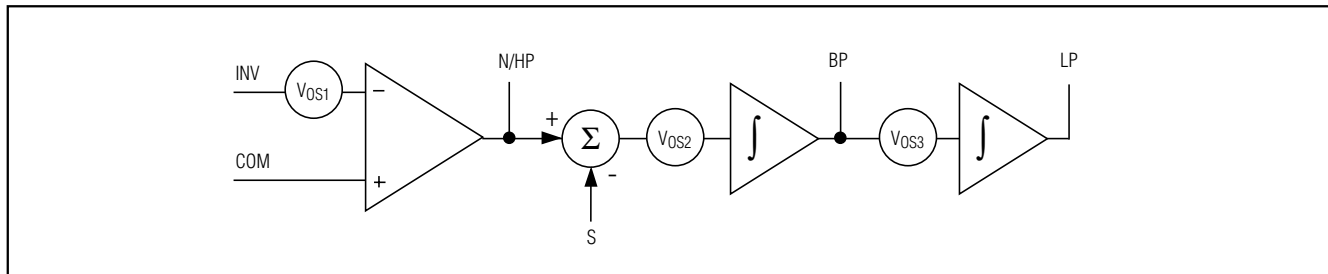 N/HP
BP
LP
INV
VOS1
−
+
Σ
-
VOS2
∫
VOS3
∫
COM
+
S